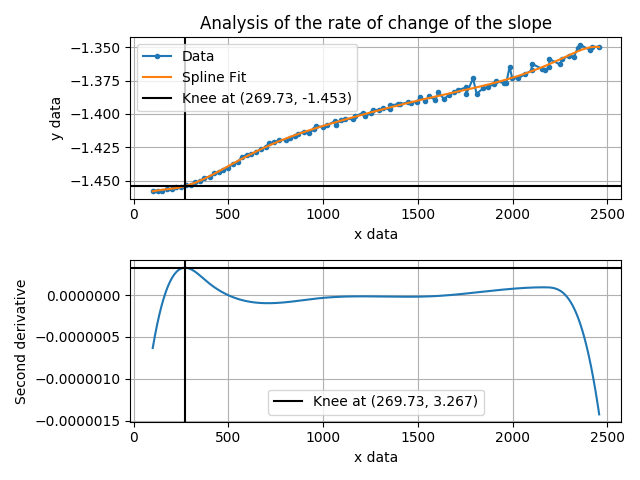 Analysis of the rate of change of the slope
−1.350
−1.375
−1.400
−1.425
−1.450
y data
Data
Spline Fit
Knee at (269.73, -1.453)
0 500 1000 1500 2000 2500
x data
0.0000000
−0.0000005
−0.0000010
−0.0000015
Second derivative
Knee at (269.73, 3.267)
0 500 1000 1500 2000 2500
x data